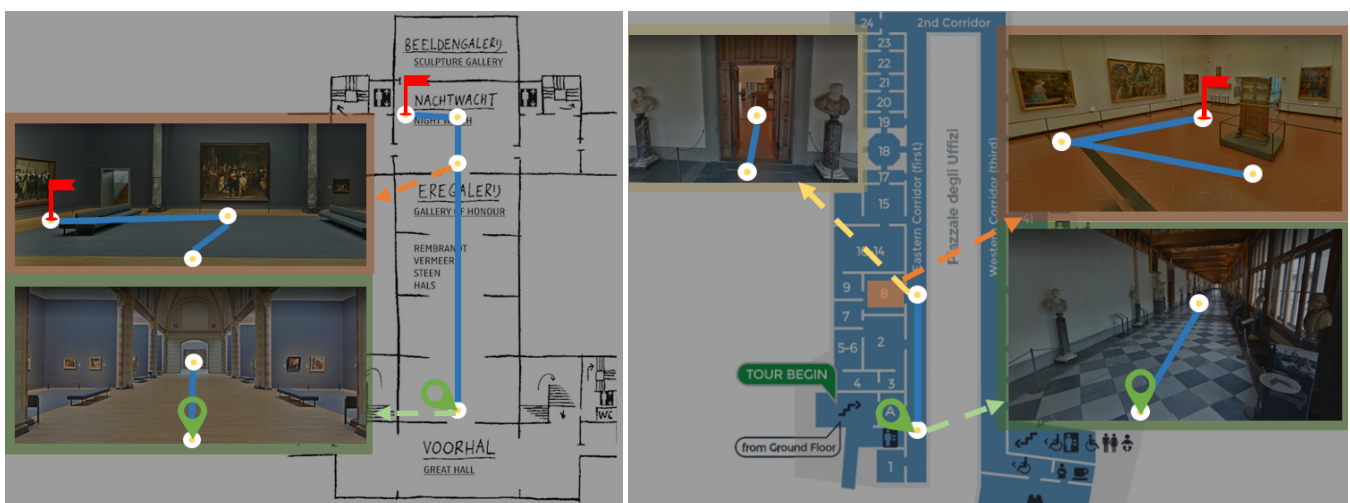 BEELDENGALERIJ
SCULPTURE GALLERY
NACHTWACHT
NIGHT WATCH
EREGALERIJ
GALLERY OF HONOUR
REMBRANDT
VERMEER
STEEN
HALS
WC
VOORHAL
GREAT HALL
24
2nd Corridor
23
22
21
20
19
18
17
15
Eastern Corridor (first)
Piazzale degli Uffizi
Western Corridor (third)
41
10-14
9
8
7
2
5-6
TOUR BEGIN
4
3
A
from Ground Floor
1